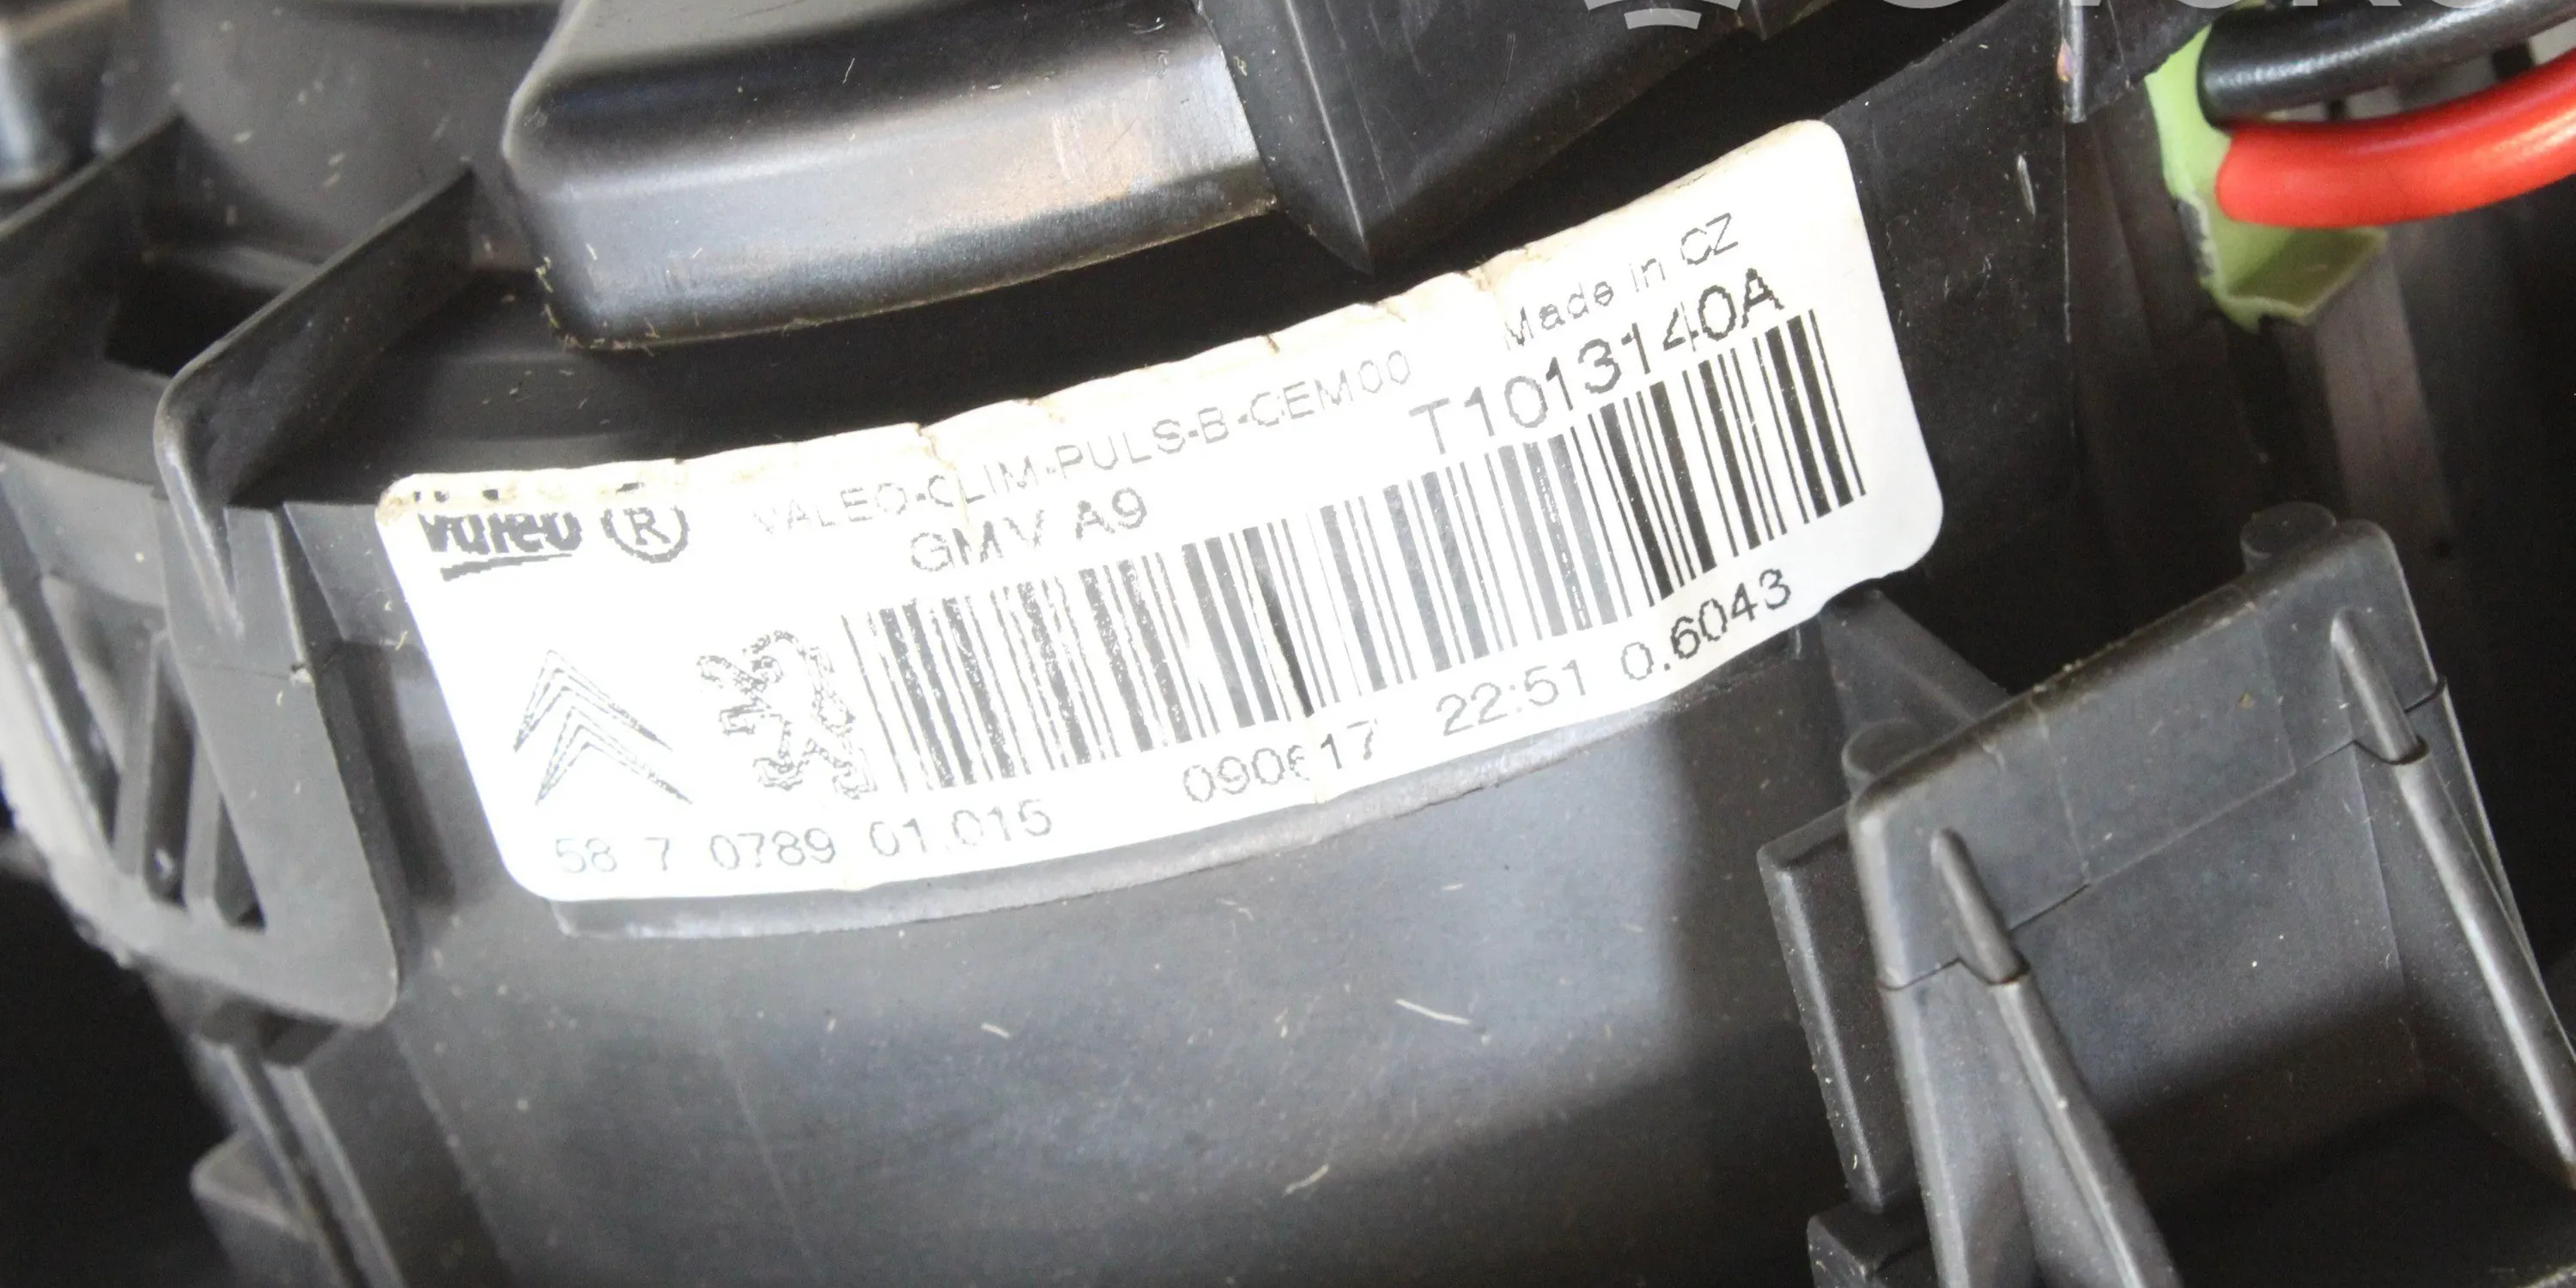 valeo ® VALEO-CLIM-PULS-B-CEM00 Made in CZ
GMV A9 T1013140A
58 7 0789 01.015 090617 22:51 0.6043